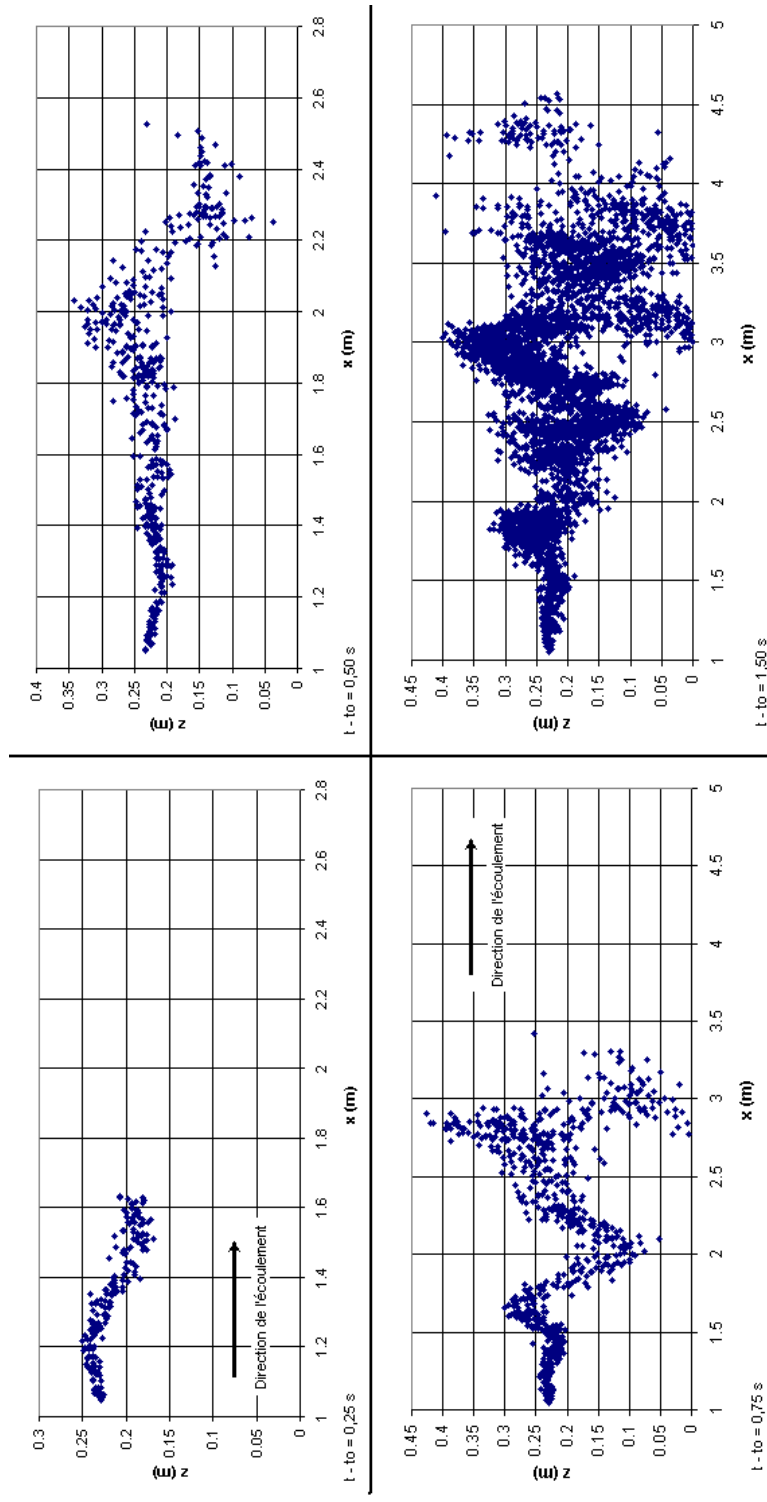 0.3
0.25
0.2
0.15
0.1
0.05
0
z (m)
Direction de l'écoulement
1 1.2 1.4 1.6 1.8 2 2.2 2.4 2.6 2.8
x (m)
t - to = 0,25 s
0.4
0.35
0.3
0.25
0.2
0.15
0.1
0.05
0
z (m)
1 1.2 1.4 1.6 1.8 2 2.2 2.4 2.6 2.8
x (m)
t - to = 0,50 s
0.45
0.4
0.35
0.3
0.25
0.2
0.15
0.1
0.05
0
z (m)
Direction de l'écoulement
1 1.5 2 2.5 3 3.5 4 4.5 5
x (m)
t - to = 0,75 s
0.45
0.4
0.35
0.3
0.25
0.2
0.15
0.1
0.05
0
z (m)
1 1.5 2 2.5 3 3.5 4 4.5 5
x (m)
t - to = 1,50 s